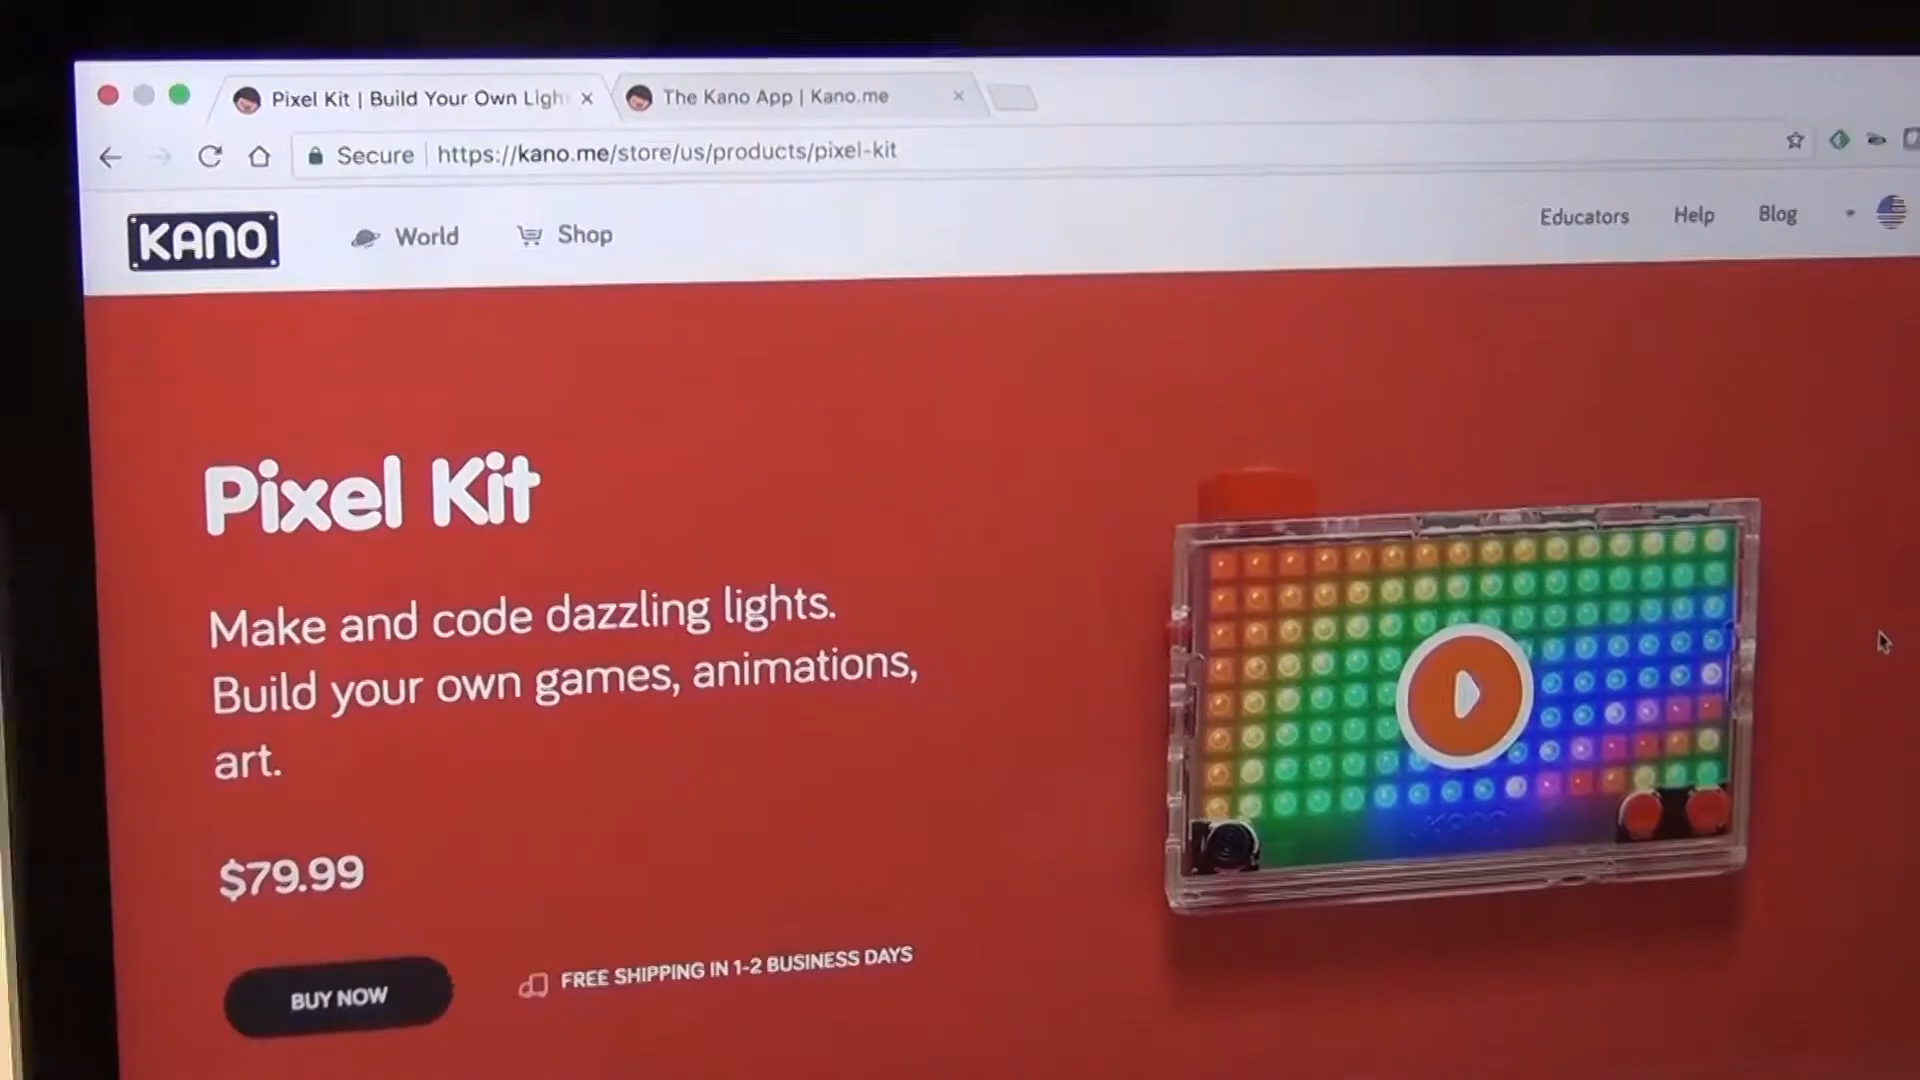 Pixel Kit | Build Your Own Ligh
The Kano App | Kano.me
Secure
https://kano.me/store/us/products/pixel-kit
KANO
World
Shop
Educators
Help
Blog
Pixel Kit
Make and code dazzling lights.
Build your own games, animations,
art.
$79.99
BUY NOW
FREE SHIPPING IN 1-2 BUSINESS DAYS
KANO